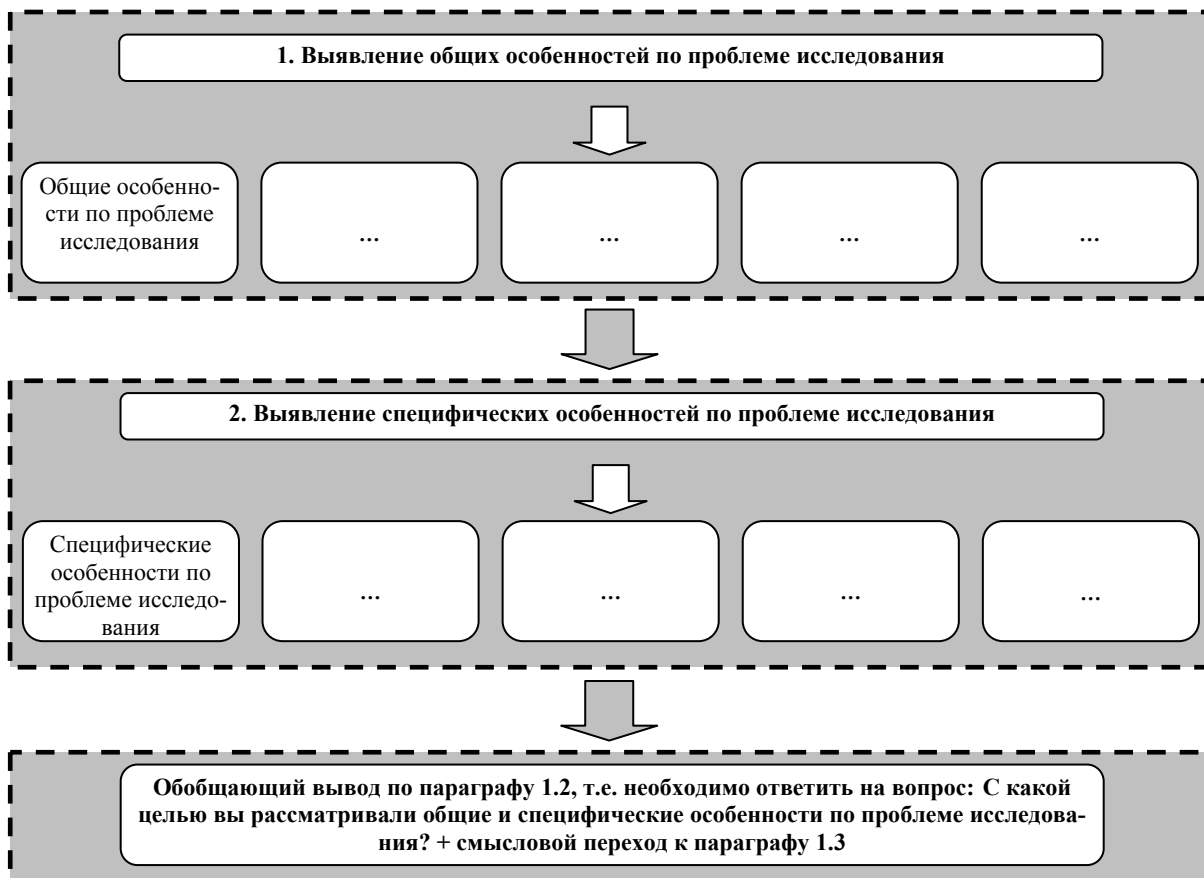 1. Выявление общих особенностей по проблеме исследования
Общие особенно-
сти по проблеме
исследования
...
...
...
...
2. Выявление специфических особенностей по проблеме исследования
Специфические
особенности по
проблеме исследо-
вания
...
...
...
...
Обобщающий вывод по параграфу 1.2, т.е. необходимо ответить на вопрос: С какой
целью вы рассматривали общие и специфические особенности по проблеме исследова-
ния? + смысловой переход к параграфу 1.3